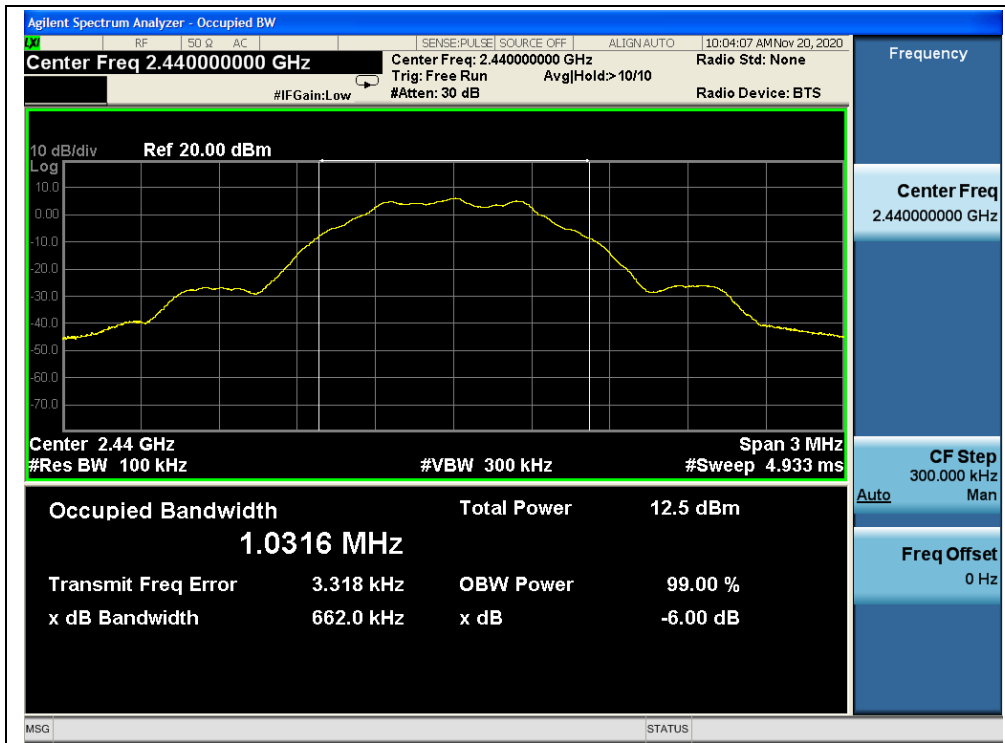 Agilent Spectrum Analyzer - Occupied BW
LXI RF 50 Ω AC SENSE:PULSE SOURCE OFF ALIGN AUTO 10:04:07 AM Nov 20, 2020
Center Freq 2.440000000 GHz
Center Freq: 2.440000000 GHz Radio Std: None
Trig: Free Run Avg|Hold:>10/10
#IFGain:Low #Atten: 30 dB Radio Device: BTS
10 dB/div Ref 20.00 dBm
Log
10.0
0.00
-10.0
-20.0
-30.0
-40.0
-50.0
-60.0
-70.0
Center 2.44 GHz Span 3 MHz
#Res BW 100 kHz #VBW 300 kHz #Sweep 4.933 ms
Occupied Bandwidth Total Power 12.5 dBm
1.0316 MHz
Transmit Freq Error 3.318 kHz OBW Power 99.00 %
x dB Bandwidth 662.0 kHz x dB -6.00 dB
Frequency
Center Freq
2.440000000 GHz
CF Step
300.000 kHz
Auto Man
Freq Offset
0 Hz
MSG STATUS